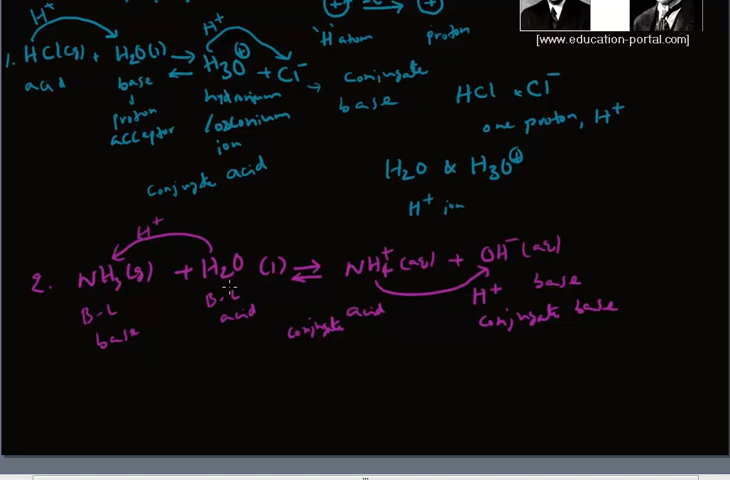 H⁺
H⁺
'H' atom
proton
[www.education-portal.com]
1. HCl(g) + H₂O(l) ⇌ H₃O⁺ + Cl⁻
acid
base
↓
proton
acceptor
hydronium
/oxonium
ion
conjugate acid
→ conjugate
base
HCl & Cl⁻
one proton, H⁺
H₂O & H₃O⁺
H⁺ ion
H⁺
2. NH₃(g) + H₂O (l) ⇌ NH₄⁺(aq) + OH⁻(aq)
B-L
base
B-L
acid
conjugate acid
H⁺
base
conjugate base